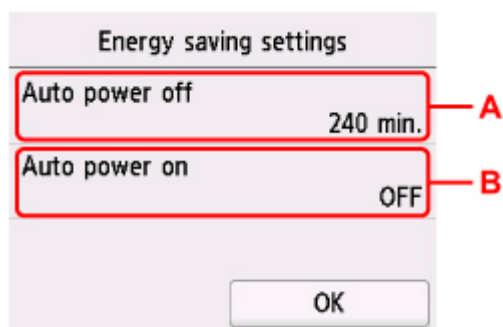 Energy saving settings
Auto power off
240 min.
A
Auto power on
OFF
B
OK